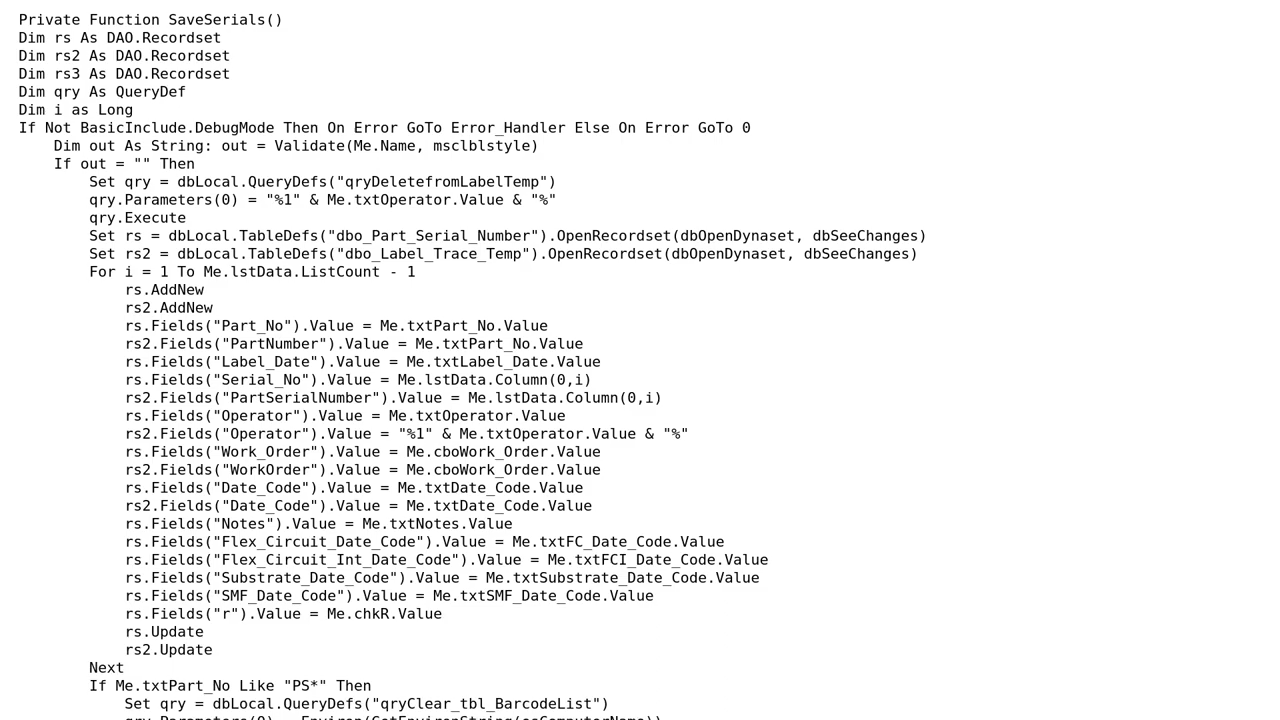 Private Function SaveSerials()
Dim rs As DAO.Recordset
Dim rs2 As DAO.Recordset
Dim rs3 As DAO.Recordset
Dim qry As QueryDef
Dim i as Long
If Not BasicInclude.DebugMode Then On Error GoTo Error_Handler Else On Error GoTo 0
    Dim out As String: out = Validate(Me.Name, msclblstyle)
    If out = "" Then
        Set qry = dbLocal.QueryDefs("qryDeletefromLabelTemp")
        qry.Parameters(0) = "%1" & Me.txtOperator.Value & "%"
        qry.Execute
        Set rs = dbLocal.TableDefs("dbo_Part_Serial_Number").OpenRecordset(dbOpenDynaset, dbSeeChanges)
        Set rs2 = dbLocal.TableDefs("dbo_Label_Trace_Temp").OpenRecordset(dbOpenDynaset, dbSeeChanges)
        For i = 1 To Me.lstData.ListCount - 1
            rs.AddNew
            rs2.AddNew
            rs.Fields("Part_No").Value = Me.txtPart_No.Value
            rs2.Fields("PartNumber").Value = Me.txtPart_No.Value
            rs.Fields("Label_Date").Value = Me.txtLabel_Date.Value
            rs.Fields("Serial_No").Value = Me.lstData.Column(0,i)
            rs2.Fields("PartSerialNumber").Value = Me.lstData.Column(0,i)
            rs.Fields("Operator").Value = Me.txtOperator.Value
            rs2.Fields("Operator").Value = "%1" & Me.txtOperator.Value & "%"
            rs.Fields("Work_Order").Value = Me.cboWork_Order.Value
            rs2.Fields("WorkOrder").Value = Me.cboWork_Order.Value
            rs.Fields("Date_Code").Value = Me.txtDate_Code.Value
            rs2.Fields("Date_Code").Value = Me.txtDate_Code.Value
            rs.Fields("Notes").Value = Me.txtNotes.Value
            rs.Fields("Flex_Circuit_Date_Code").Value = Me.txtFC_Date_Code.Value
            rs.Fields("Flex_Circuit_Int_Date_Code").Value = Me.txtFCI_Date_Code.Value
            rs.Fields("Substrate_Date_Code").Value = Me.txtSubstrate_Date_Code.Value
            rs.Fields("SMF_Date_Code").Value = Me.txtSMF_Date_Code.Value
            rs.Fields("r").Value = Me.chkR.Value
            rs.Update
            rs2.Update
        Next
        If Me.txtPart_No Like "PS*" Then
            Set qry = dbLocal.QueryDefs("qryClear_tbl_BarcodeList")